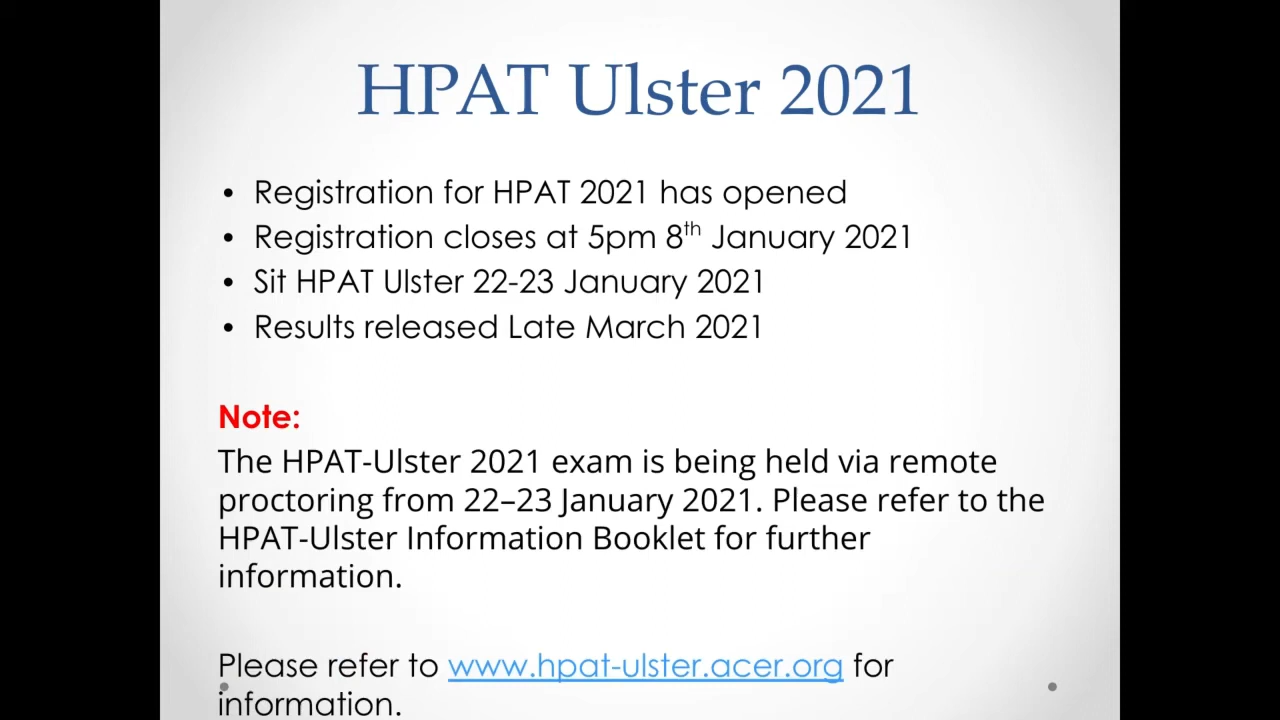 HPAT Ulster 2021
• Registration for HPAT 2021 has opened
• Registration closes at 5pm 8th January 2021
• Sit HPAT Ulster 22-23 January 2021
• Results released Late March 2021
Note:
The HPAT-Ulster 2021 exam is being held via remote
proctoring from 22–23 January 2021. Please refer to the
HPAT-Ulster Information Booklet for further
information.
Please refer to www.hpat-ulster.acer.org for
information.